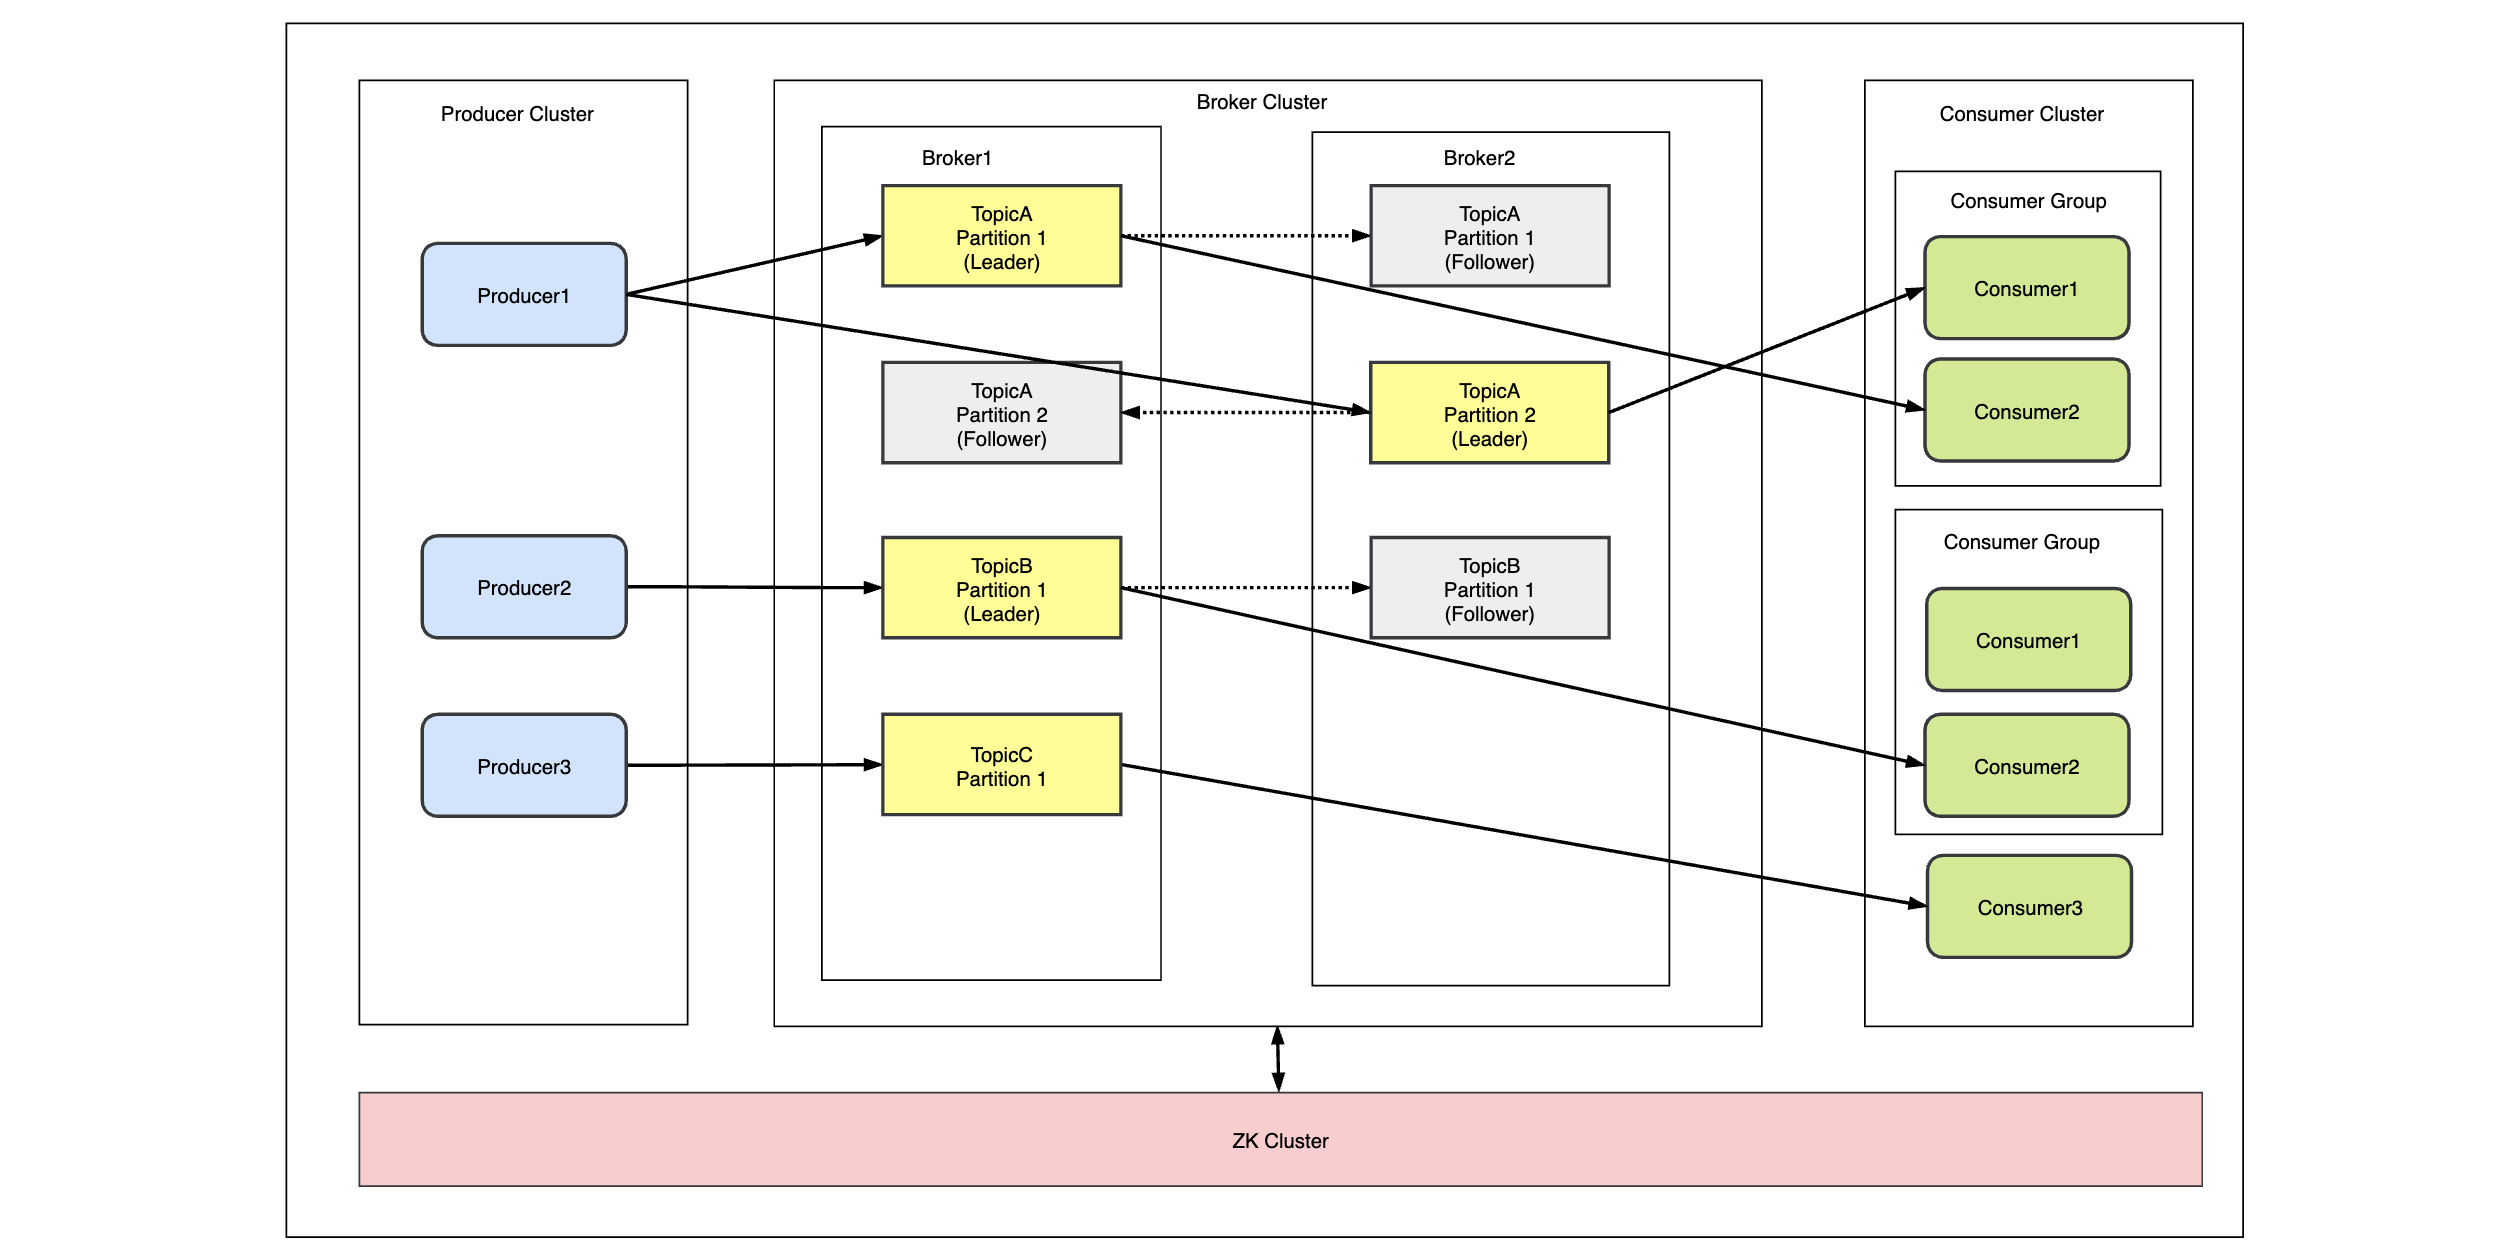 Producer Cluster
Producer1
Producer2
Producer3
Broker Cluster
Broker1
TopicA
Partition 1
(Leader)
TopicA
Partition 2
(Follower)
TopicB
Partition 1
(Leader)
TopicC
Partition 1
Broker2
TopicA
Partition 1
(Follower)
TopicA
Partition 2
(Leader)
TopicB
Partition 1
(Follower)
Consumer Cluster
Consumer Group
Consumer1
Consumer2
Consumer Group
Consumer1
Consumer2
Consumer3
ZK Cluster